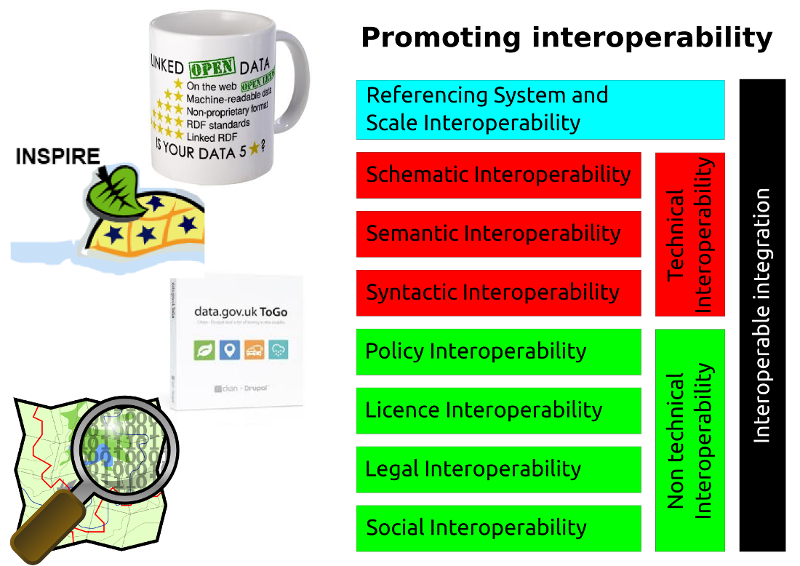 Promoting interoperability
LINKED OPEN DATA
On the web OPEN
Machine-readable data
Non-proprietary format
RDF standards
Linked RDF
IS YOUR DATA 5 ?
INSPIRE
data.gov.uk ToGo
ckan - Drupal
Referencing System and
Scale Interoperability
Schematic Interoperability
Semantic Interoperability
Syntactic Interoperability
Technical
Interoperability
Policy Interoperability
Licence Interoperability
Legal Interoperability
Social Interoperability
Non technical
Interoperability
Interoperable integration